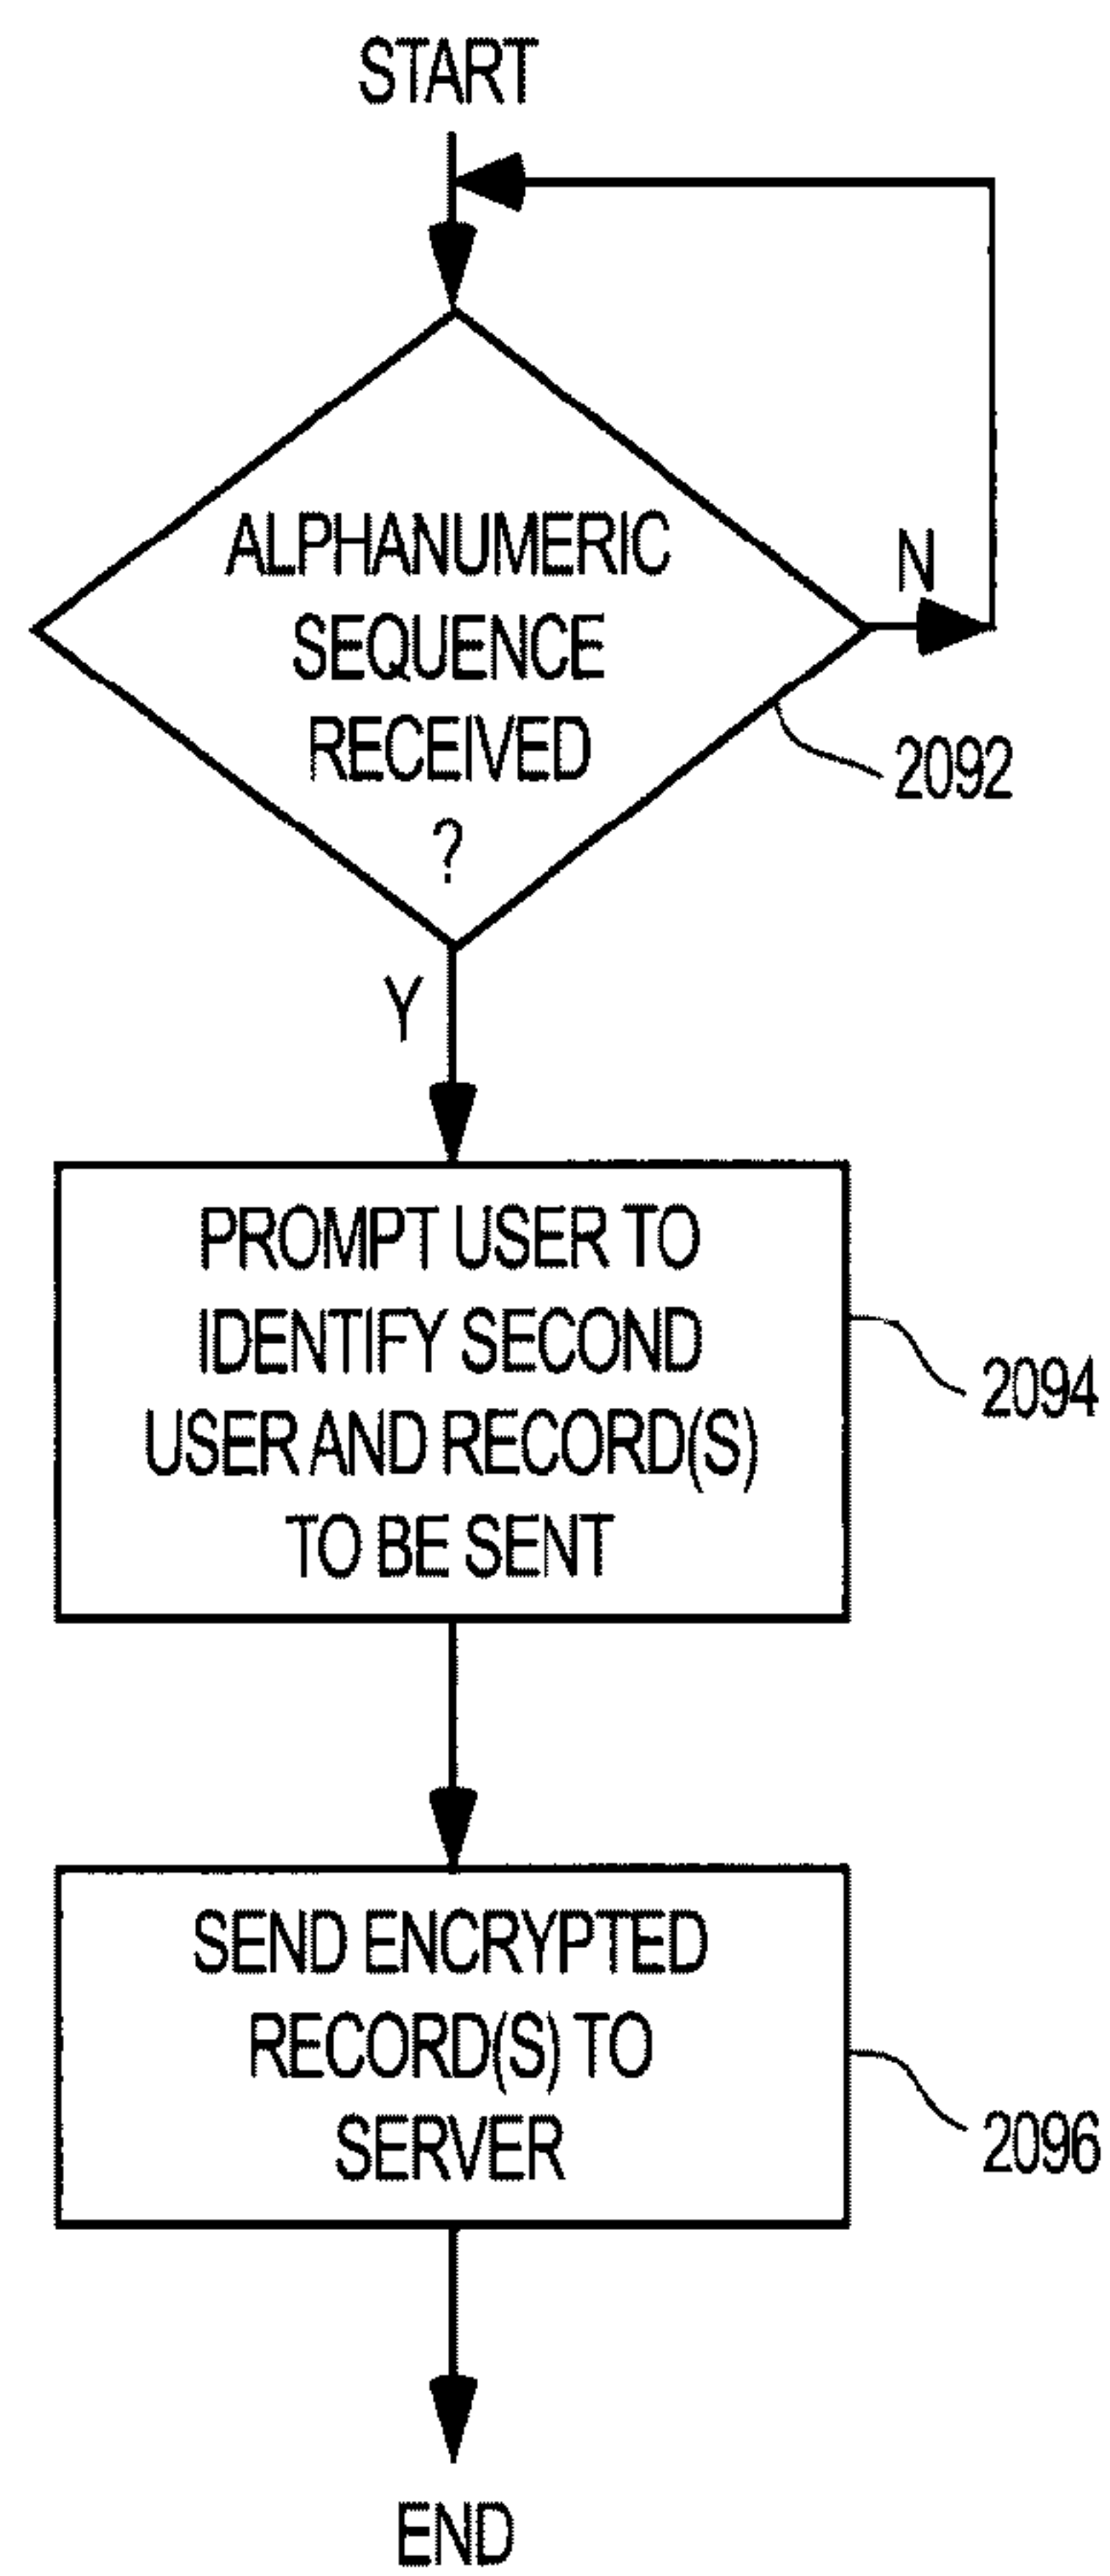 START
ALPHANUMERIC
SEQUENCE
RECEIVED
?
N
2092
Y
PROMPT USER TO
IDENTIFY SECOND
USER AND RECORD(S)
TO BE SENT
2094
SEND ENCRYPTED
RECORD(S) TO
SERVER
2096
END